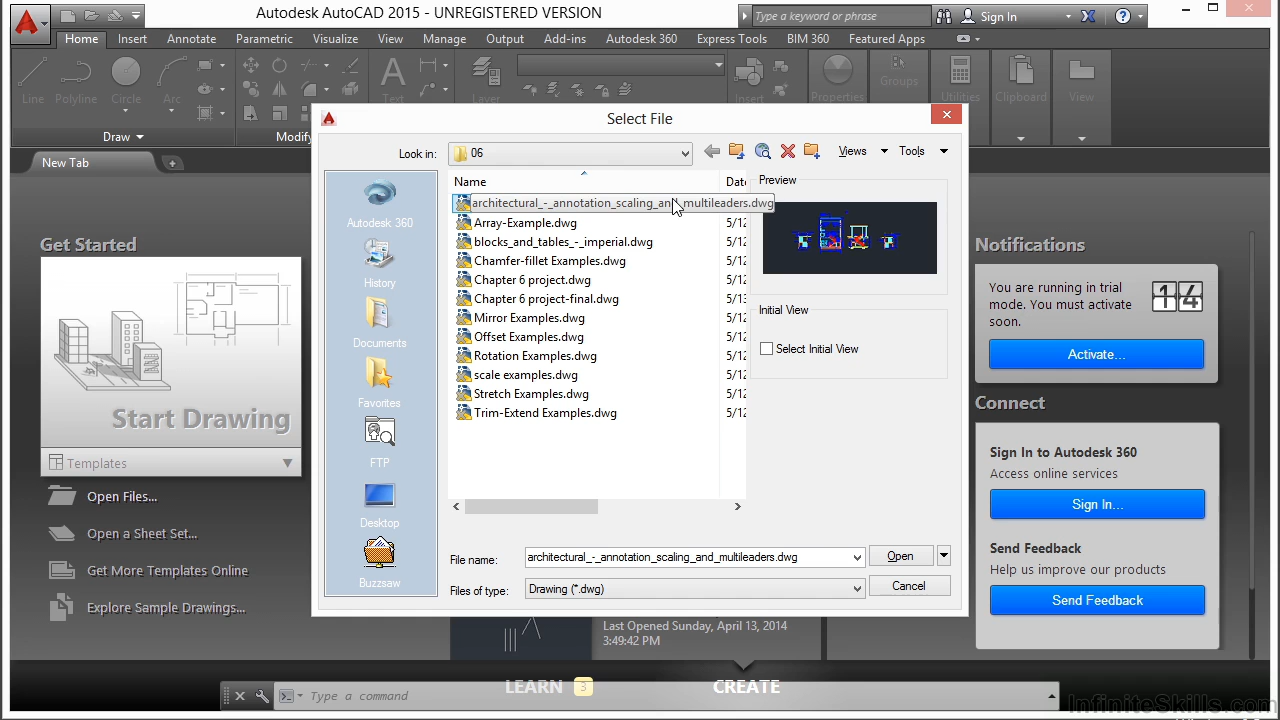 Autodesk AutoCAD 2015 - UNREGISTERED VERSION
Type a keyword or phrase
Sign In
Home
Insert
Annotate
Parametric
Visualize
View
Manage
Output
Add-ins
Autodesk 360
Express Tools
BIM 360
Featured Apps
Line
Polyline
Circle
Arc
Text
Layer
Insert
Properties
Groups
Utilities
Clipboard
View
Draw
Modify
New Tab
Select File
Look in:
06
Views
Tools
Name
Date
Preview
Autodesk 360
History
Documents
Favorites
FTP
Desktop
Buzzsaw
architectural_-_annotation_scaling_and_multileaders.dwg
Array-Example.dwg 5/12
blocks_and_tables_-_imperial.dwg 5/12
Chamfer-fillet Examples.dwg 5/12
Chapter 6 project.dwg 5/12
Chapter 6 project-final.dwg 5/13
Mirror Examples.dwg 5/12
Offset Examples.dwg 5/12
Rotation Examples.dwg 5/12
scale examples.dwg 5/12
Stretch Examples.dwg 5/12
Trim-Extend Examples.dwg 5/12
Initial View
Select Initial View
File name:
architectural_-_annotation_scaling_and_multileaders.dwg
Open
Files of type:
Drawing (*.dwg)
Cancel
Get Started
Start Drawing
Templates
Open Files...
Open a Sheet Set...
Get More Templates Online
Explore Sample Drawings...
Last Opened Sunday, April 13, 2014
3:49:42 PM
Notifications
You are running in trial
mode. You must activate
soon.
14
Activate...
Connect
Sign In to Autodesk 360
Access online services
Sign In...
Send Feedback
Help us improve our products
Send Feedback
LEARN 3
CREATE
Type a command
InfiniteSkills.com